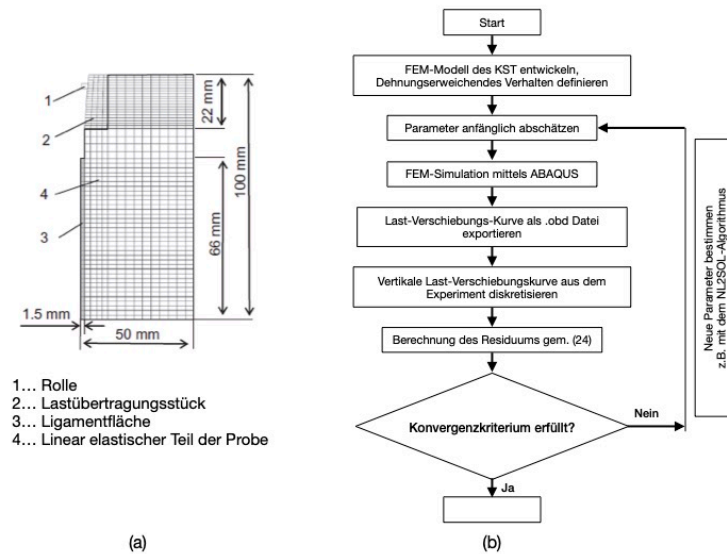 1
2
4
3
22 mm
100 mm
66 mm
1.5 mm
50 mm
1... Rolle
2... Lastübertragungsstück
3... Ligamentfläche
4... Linear elastischer Teil der Probe
(a)
Start
FEM-Modell des KST entwickeln,
Dehnungserweichendes Verhalten definieren
Parameter anfänglich abschätzen
FEM-Simulation mittels ABAQUS
Last-Verschiebungs-Kurve als .obd Datei
exportieren
Vertikale Last-Verschiebungskurve aus dem
Experiment diskretisieren
Berechnung des Residuums gem. (24)
Konvergenzkriterium erfüllt?
Nein
Ja
Neue Parameter bestimmen
z.B. mit dem NL2SOL-Algorithmus
(b)